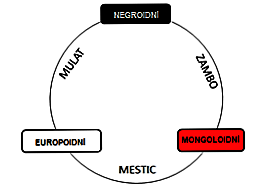 NEGROIDNÍ
MULAT
ZAMBO
EUROPOIDNÍ
MONGOLOIDNÍ
MESTIC